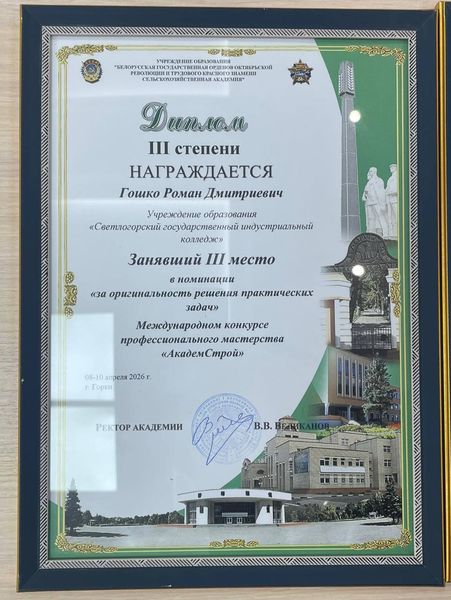 УЧРЕЖДЕНИЕ ОБРАЗОВАНИЯ
"БЕЛОРУССКАЯ ГОСУДАРСТВЕННАЯ ОРДЕНОВ ОКТЯБРЬСКОЙ
РЕВОЛЮЦИИ И ТРУДОВОГО КРАСНОГО ЗНАМЕНИ
СЕЛЬСКОХОЗЯЙСТВЕННАЯ АКАДЕМИЯ"
Диплом
III степени
НАГРАЖДАЕТСЯ
Гошко Роман Дмитриевич
Учреждение образования
«Светлогорский государственный индустриальный
колледж»
Занявший III место
в номинации
«за оригинальность решения практических
задач»
Международном конкурсе
профессионального мастерства
«АкадемСтрой»
08-10 апреля 2026 г.
г. Горки
РЕКТОР АКАДЕМИИ В.В. ВЕЛИКАНОВ